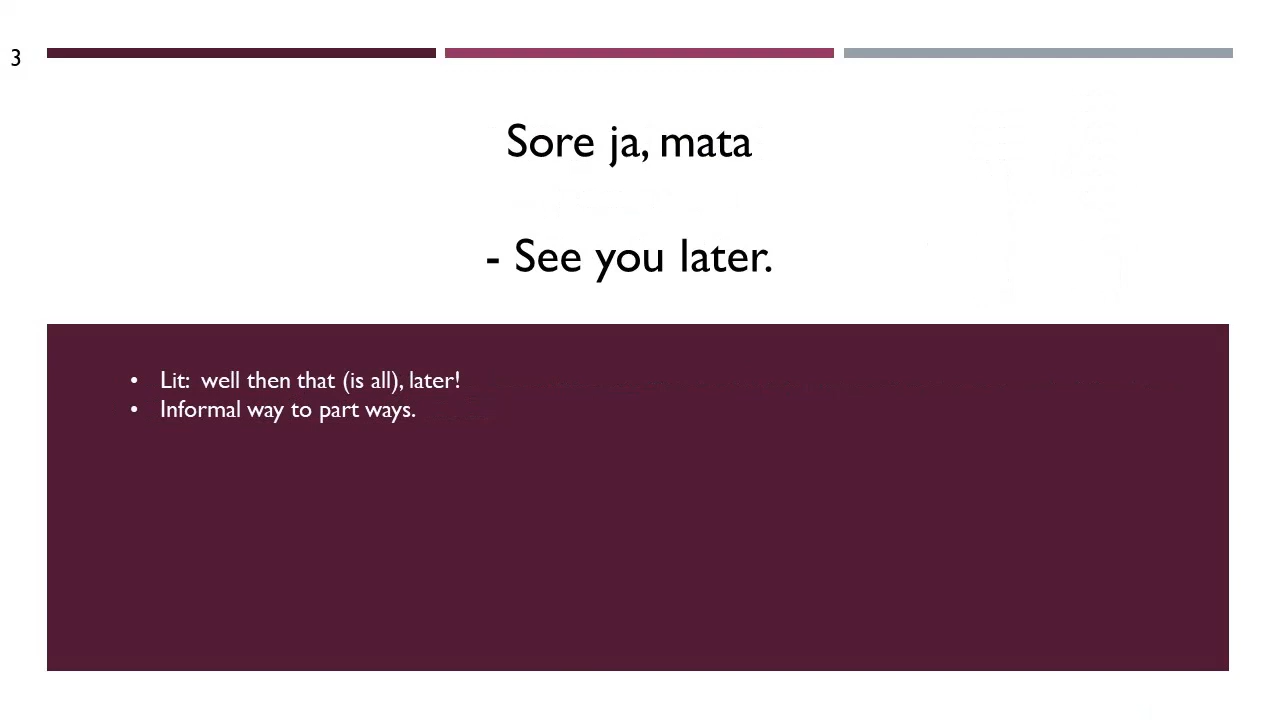 3
Sore ja, mata
- See you later.
• Lit:  well then that (is all), later!
• Informal way to part ways.